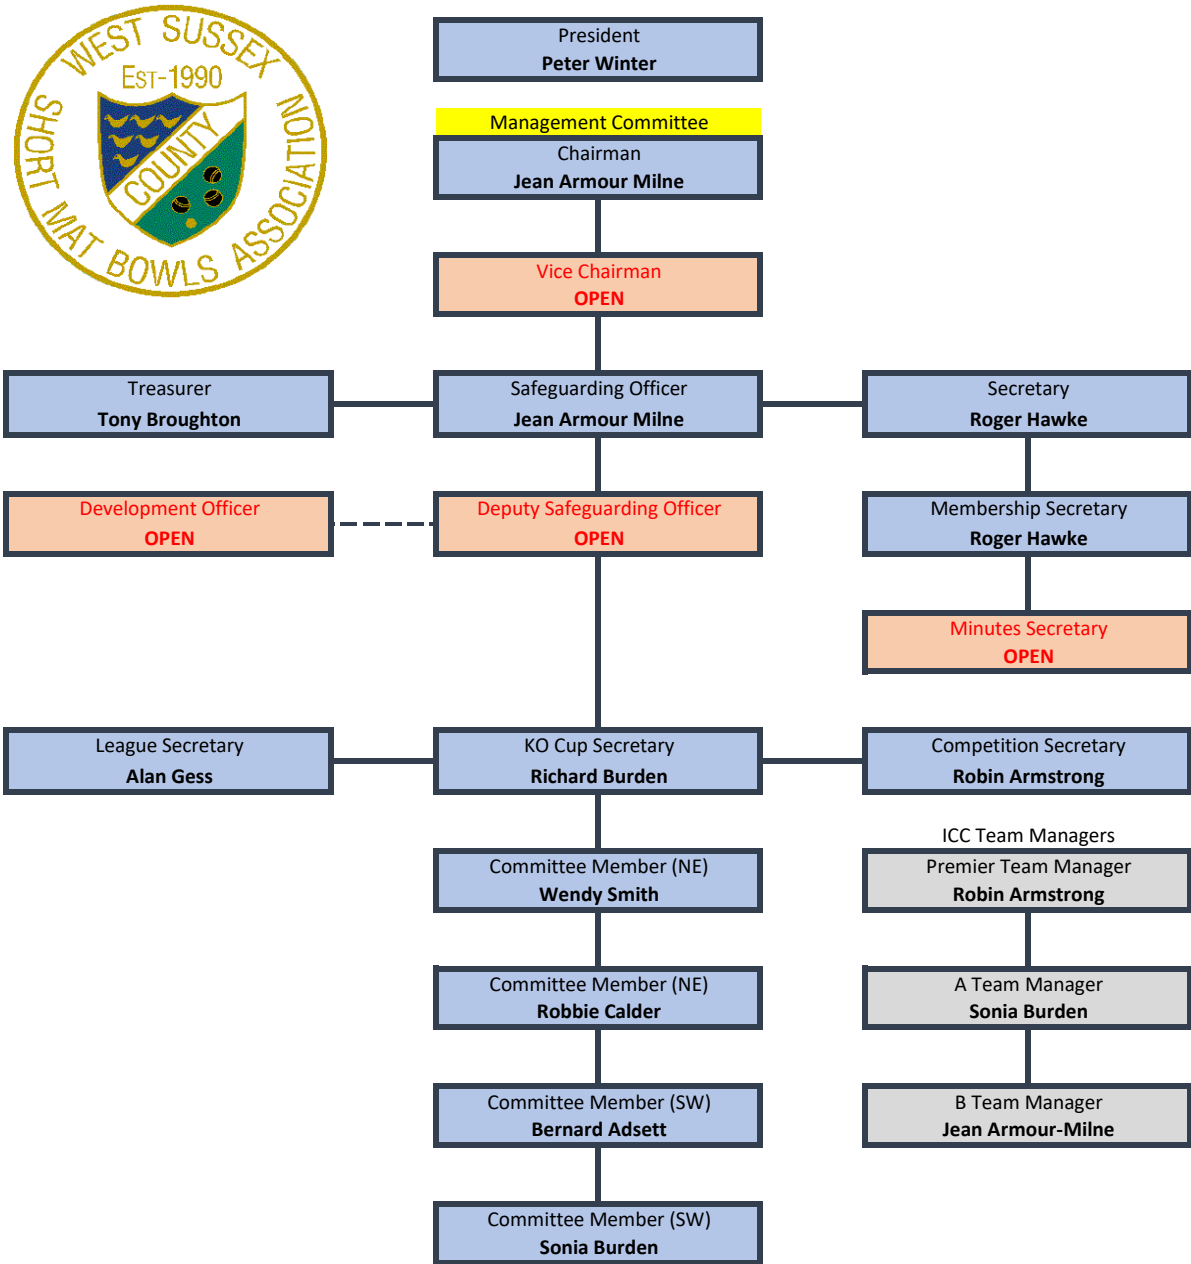 WEST SUSSEX
SHORT MAT BOWLS ASSOCIATION
EST-1990
COUNTY
President
Peter Winter
Management Committee
Chairman
Jean Armour Milne
Vice Chairman
OPEN
Treasurer
Tony Broughton
Safeguarding Officer
Jean Armour Milne
Secretary
Roger Hawke
Development Officer
OPEN
Deputy Safeguarding Officer
OPEN
Membership Secretary
Roger Hawke
Minutes Secretary
OPEN
League Secretary
Alan Gess
KO Cup Secretary
Richard Burden
Competition Secretary
Robin Armstrong
ICC Team Managers
Committee Member (NE)
Wendy Smith
Premier Team Manager
Robin Armstrong
Committee Member (NE)
Robbie Calder
A Team Manager
Sonia Burden
Committee Member (SW)
Bernard Adsett
B Team Manager
Jean Armour-Milne
Committee Member (SW)
Sonia Burden